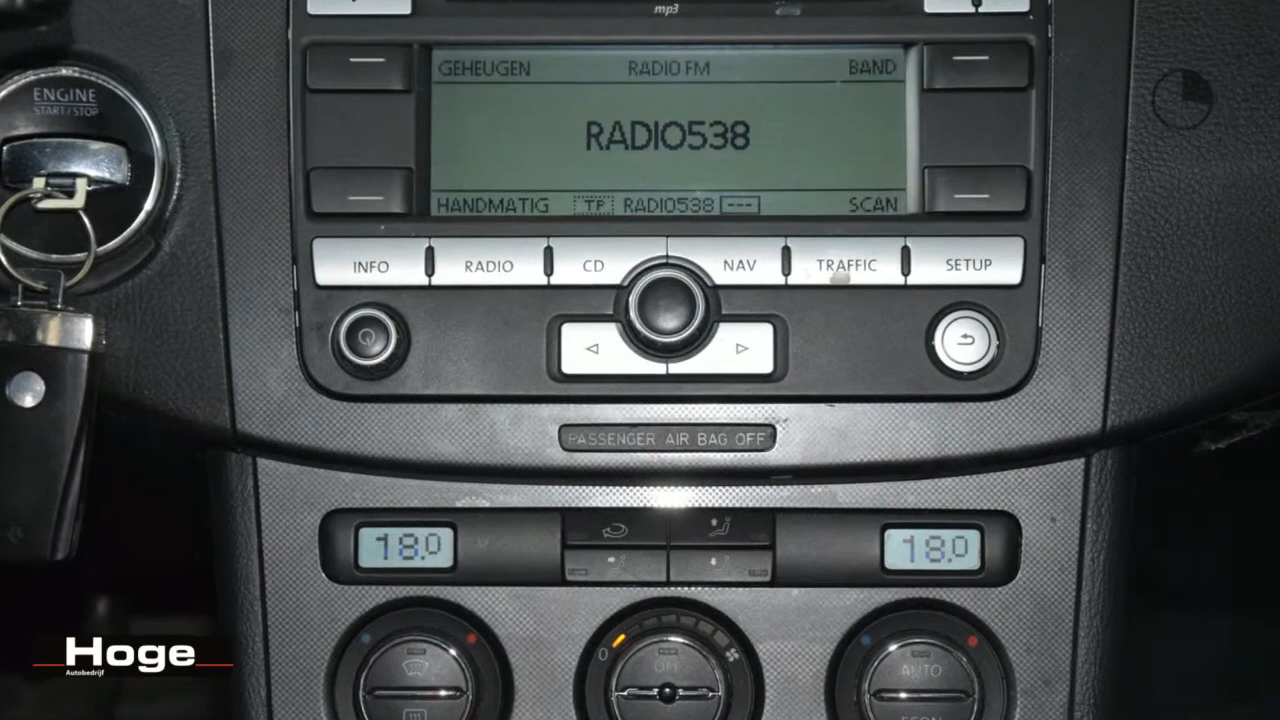 mp3
GEHEUGEN RADIO FM BAND
RADIO538
HANDMATIG TP RADIO538 --- SCAN
ENGINE
START/STOP
INFO RADIO CD NAV TRAFFIC SETUP
PASSENGER AIR BAG OFF
18.0 18.0
0
AUTO
Hoge
Autobedrijf